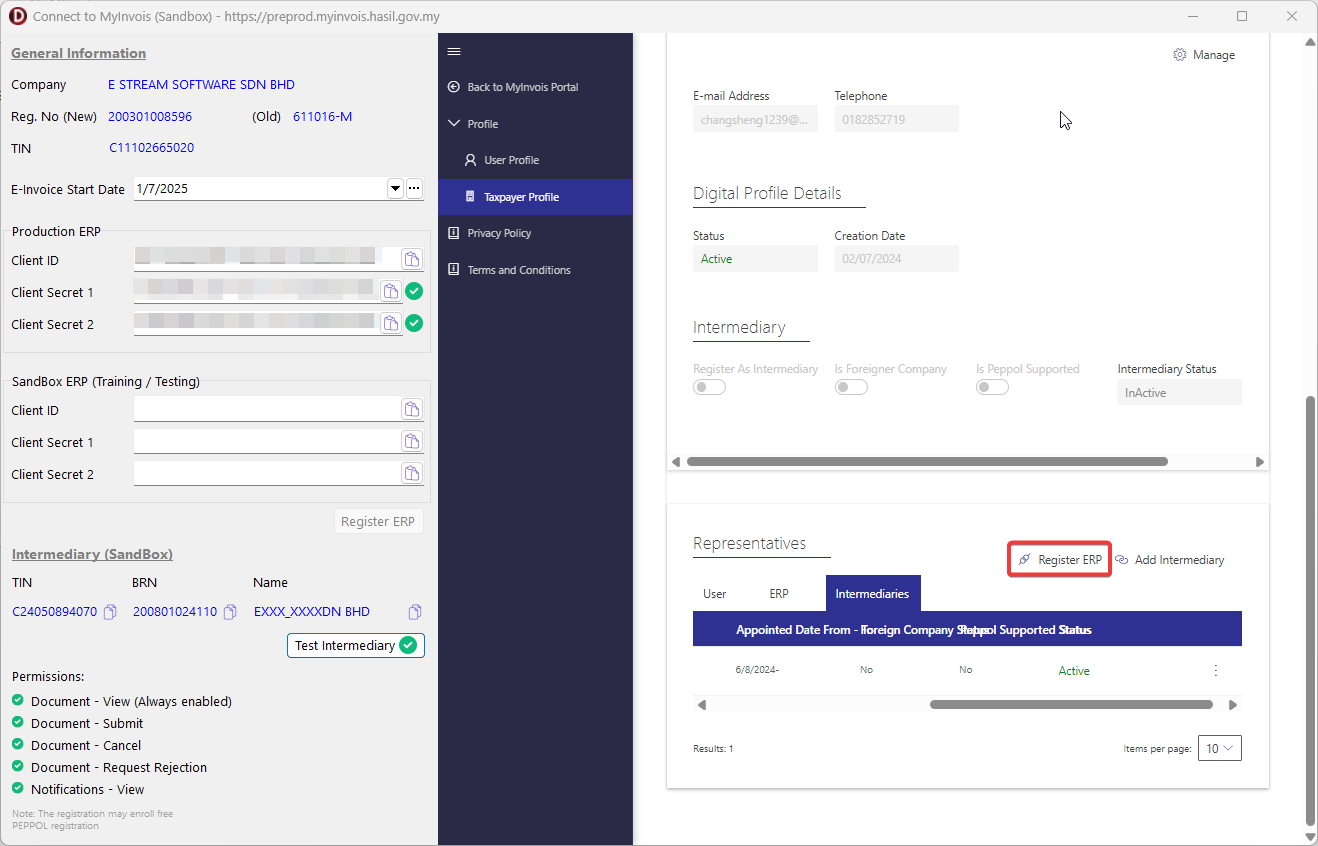 Connect to MyInvois (Sandbox) - https://preprod.myinvois.hasil.gov.my
General Information
Company E STREAM SOFTWARE SDN BHD
Reg. No (New) 200301008596 (Old) 611016-M
TIN C11102665020
E-Invoice Start Date 1/7/2025
Production ERP
Client ID
Client Secret 1
Client Secret 2
SandBox ERP (Training / Testing)
Client ID
Client Secret 1
Client Secret 2
Register ERP
Intermediary (SandBox)
TIN BRN Name
C24050894070 200801024110 EXXX_XXXXDN BHD
Test Intermediary
Permissions:
Document - View (Always enabled)
Document - Submit
Document - Cancel
Document - Request Rejection
Notifications - View
Note: The registration may enroll free
PEPPOL registration
Back to MyInvois Portal
Profile
User Profile
Taxpayer Profile
Privacy Policy
Terms and Conditions
Manage
E-mail Address Telephone
changsheng1239@... 0182852719
Digital Profile Details
Status Creation Date
Active 02/07/2024
Intermediary
Register As Intermediary Is Foreigner Company Is Peppol Supported Intermediary Status
InActive
Representatives
Register ERP Add Intermediary
User ERP Intermediaries
Appointed Date From - To Foreign Company Status Peppol Supported Status Status
6/8/2024- No No Active
Results: 1 Items per page: 10